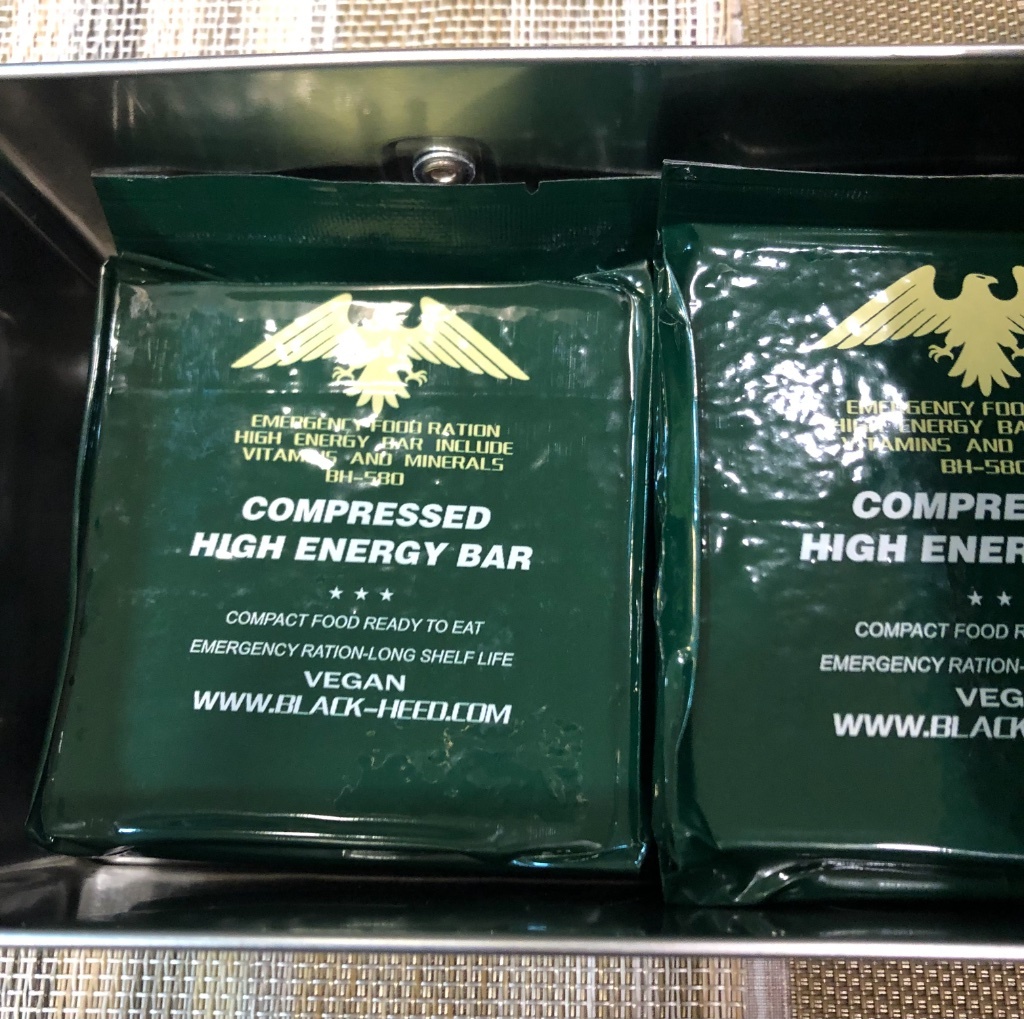 EMERGENCY FOOD RATION
HIGH ENERGY BAR INCLUDE
VITAMINS AND MINERALS
BH-580
COMPRESSED
HIGH ENERGY BAR
★ ★ ★
COMPACT FOOD READY TO EAT
EMERGENCY RATION-LONG SHELF LIFE
VEGAN
WWW.BLACK-HEED.COM
EMERGENCY FOO
HIGH ENERGY BA
VITAMINS AND
BH-580
COMPRE
HIGH ENER
★ ★
COMPACT FOOD R
EMERGENCY RATION-
VEG
WWW.BLACK